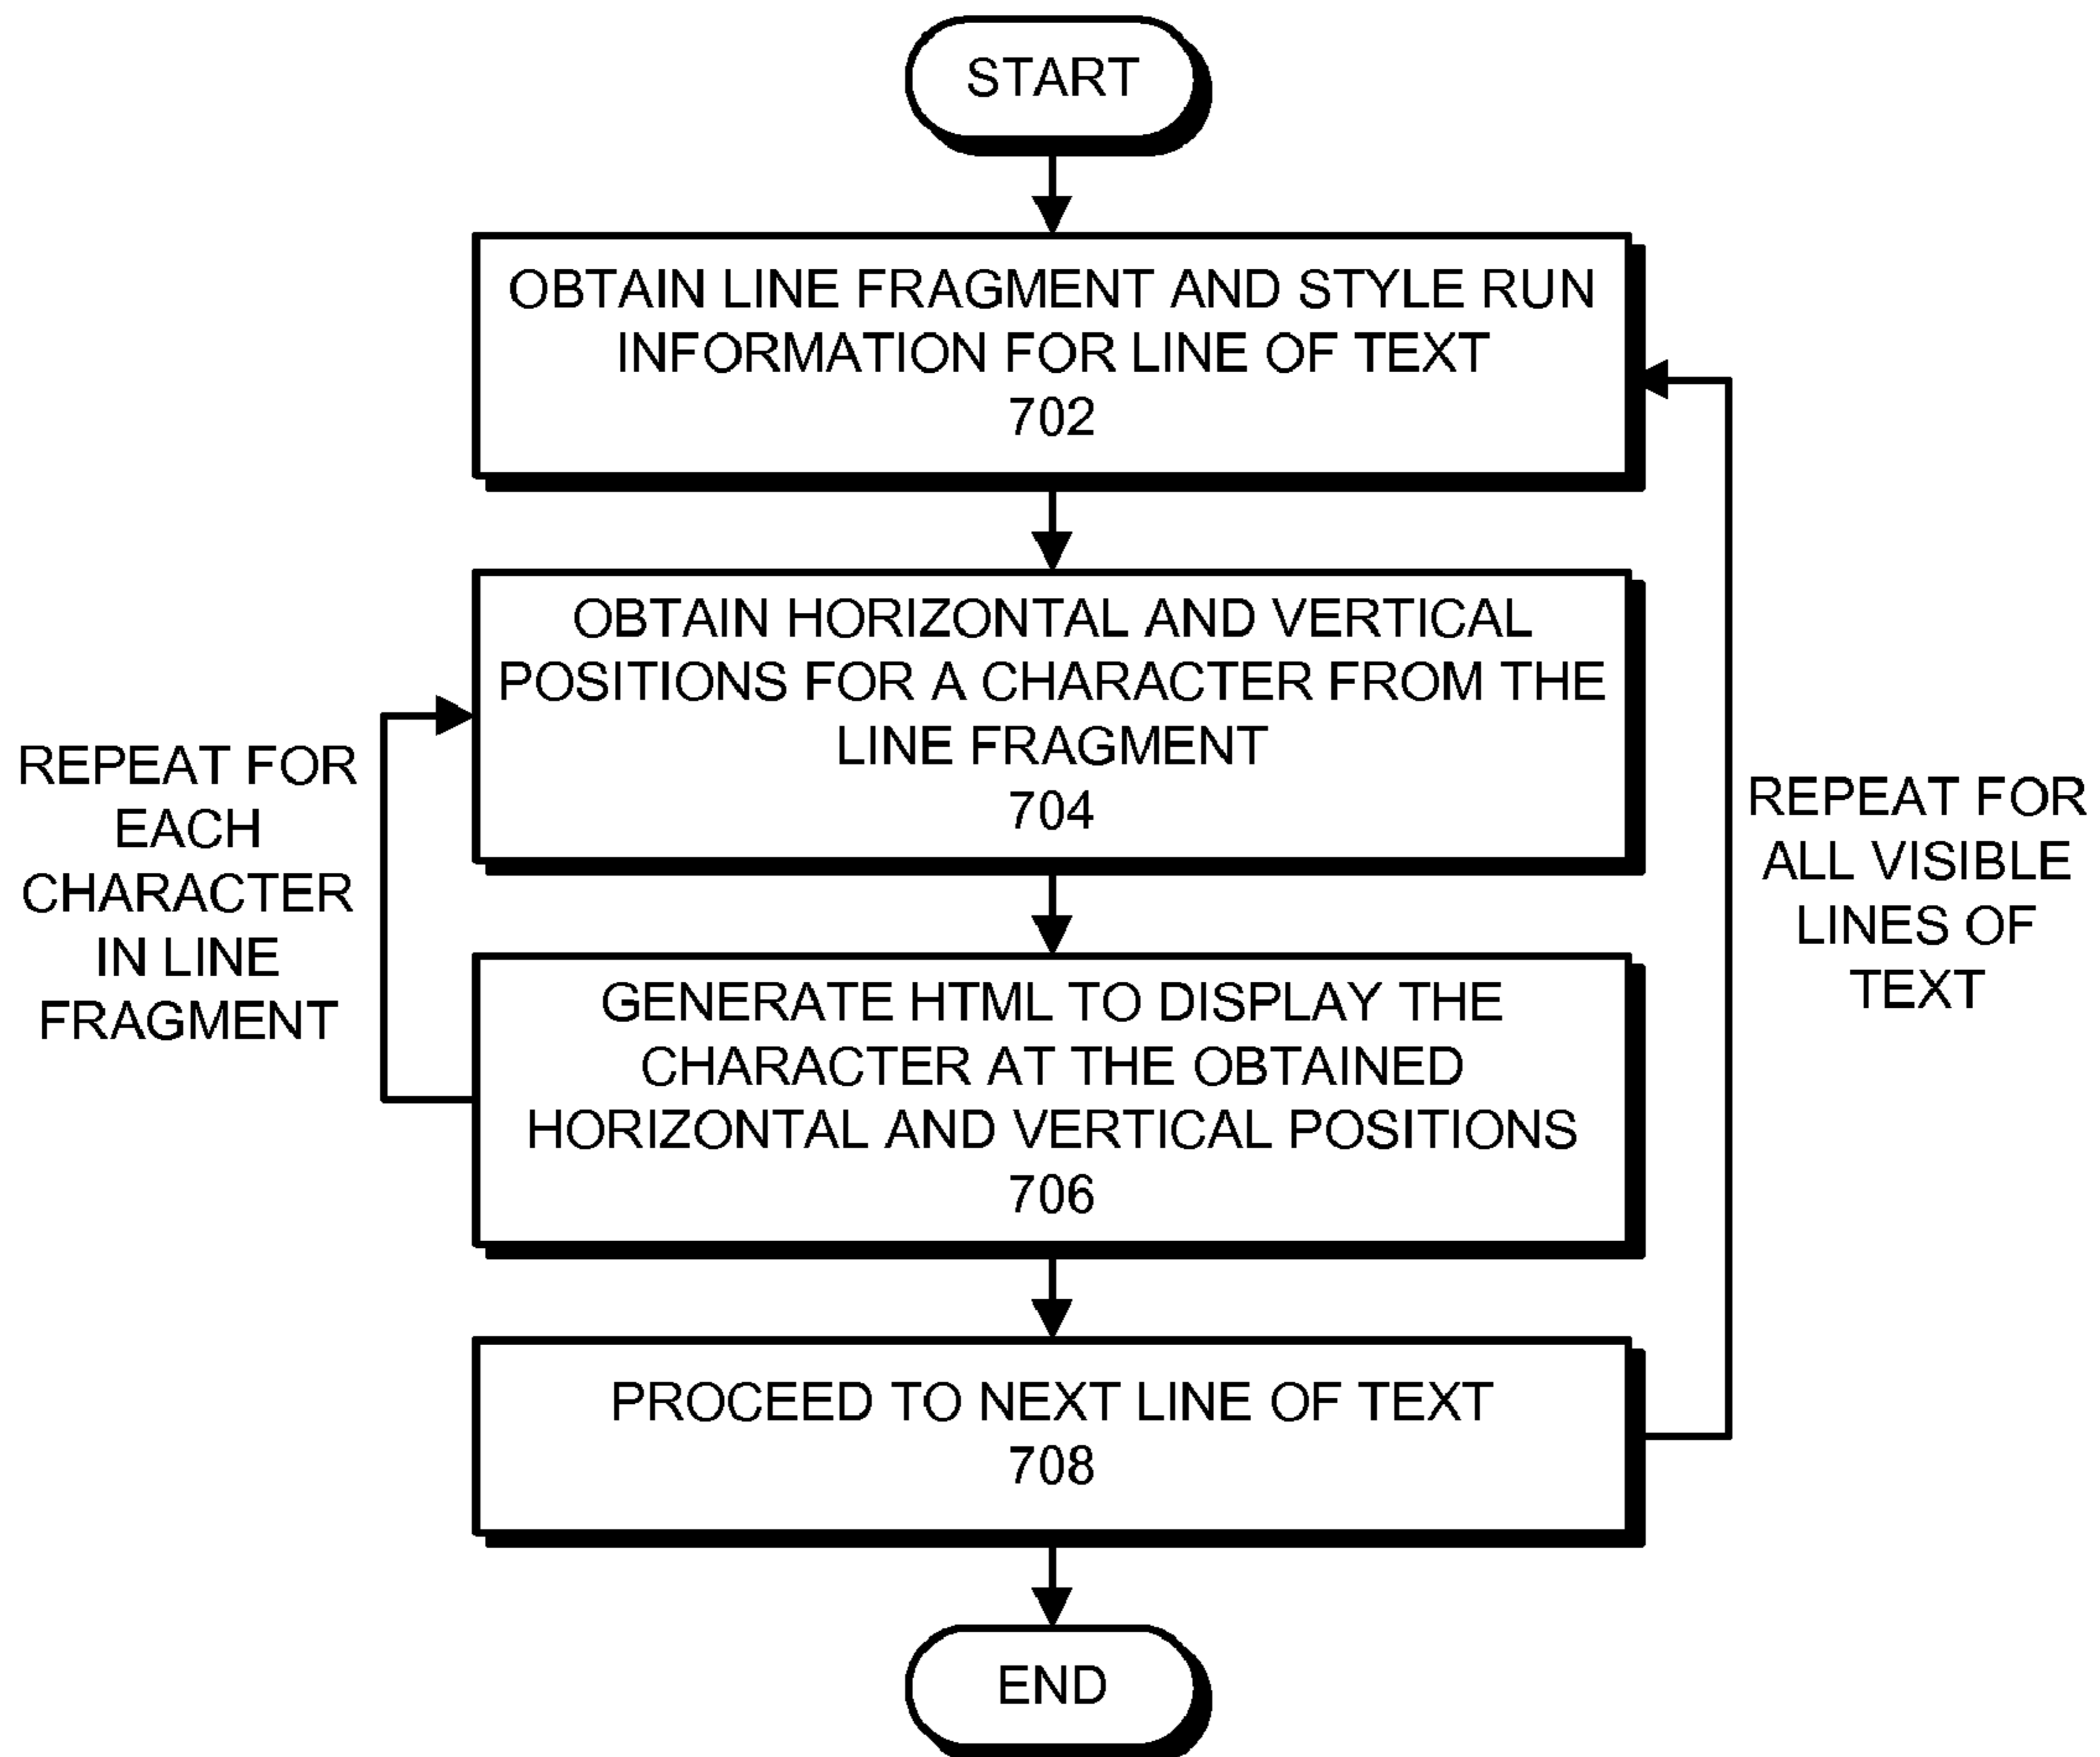 START
OBTAIN LINE FRAGMENT AND STYLE RUN
INFORMATION FOR LINE OF TEXT
702
OBTAIN HORIZONTAL AND VERTICAL
POSITIONS FOR A CHARACTER FROM THE
LINE FRAGMENT
704
REPEAT FOR
EACH
CHARACTER
IN LINE
FRAGMENT
REPEAT FOR
ALL VISIBLE
LINES OF
TEXT
GENERATE HTML TO DISPLAY THE
CHARACTER AT THE OBTAINED
HORIZONTAL AND VERTICAL POSITIONS
706
PROCEED TO NEXT LINE OF TEXT
708
END